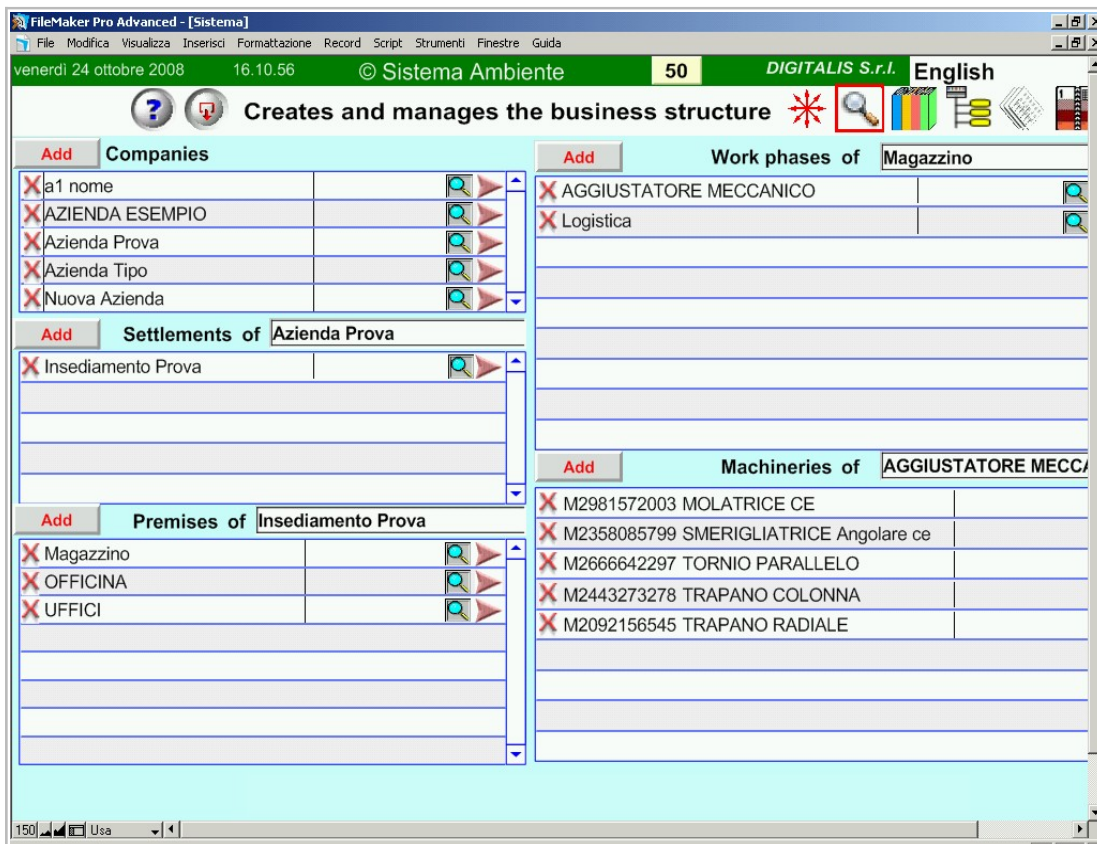 FileMaker Pro Advanced - [Sistema]
File Modifica Visualizza Inserisci Formattazione Record Script Strumenti Finestre Guida
venerdì 24 ottobre 2008 16.10.56 © Sistema Ambiente 50 DIGITALIS S.r.l. English
Creates and manages the business structure
Add Companies
a1 nome
AZIENDA ESEMPIO
Azienda Prova
Azienda Tipo
Nuova Azienda
Add Settlements of Azienda Prova
Insediamento Prova
Add Premises of Insediamento Prova
Magazzino
OFFICINA
UFFICI
Add Work phases of Magazzino
AGGIUSTATORE MECCANICO
Logistica
Add Machineries of AGGIUSTATORE MECCA
M2981572003 MOLATRICE CE
M2358085799 SMERIGLIATRICE Angolare ce
M2666642297 TORNIO PARALLELO
M2443273278 TRAPANO COLONNA
M2092156545 TRAPANO RADIALE
150 Usa